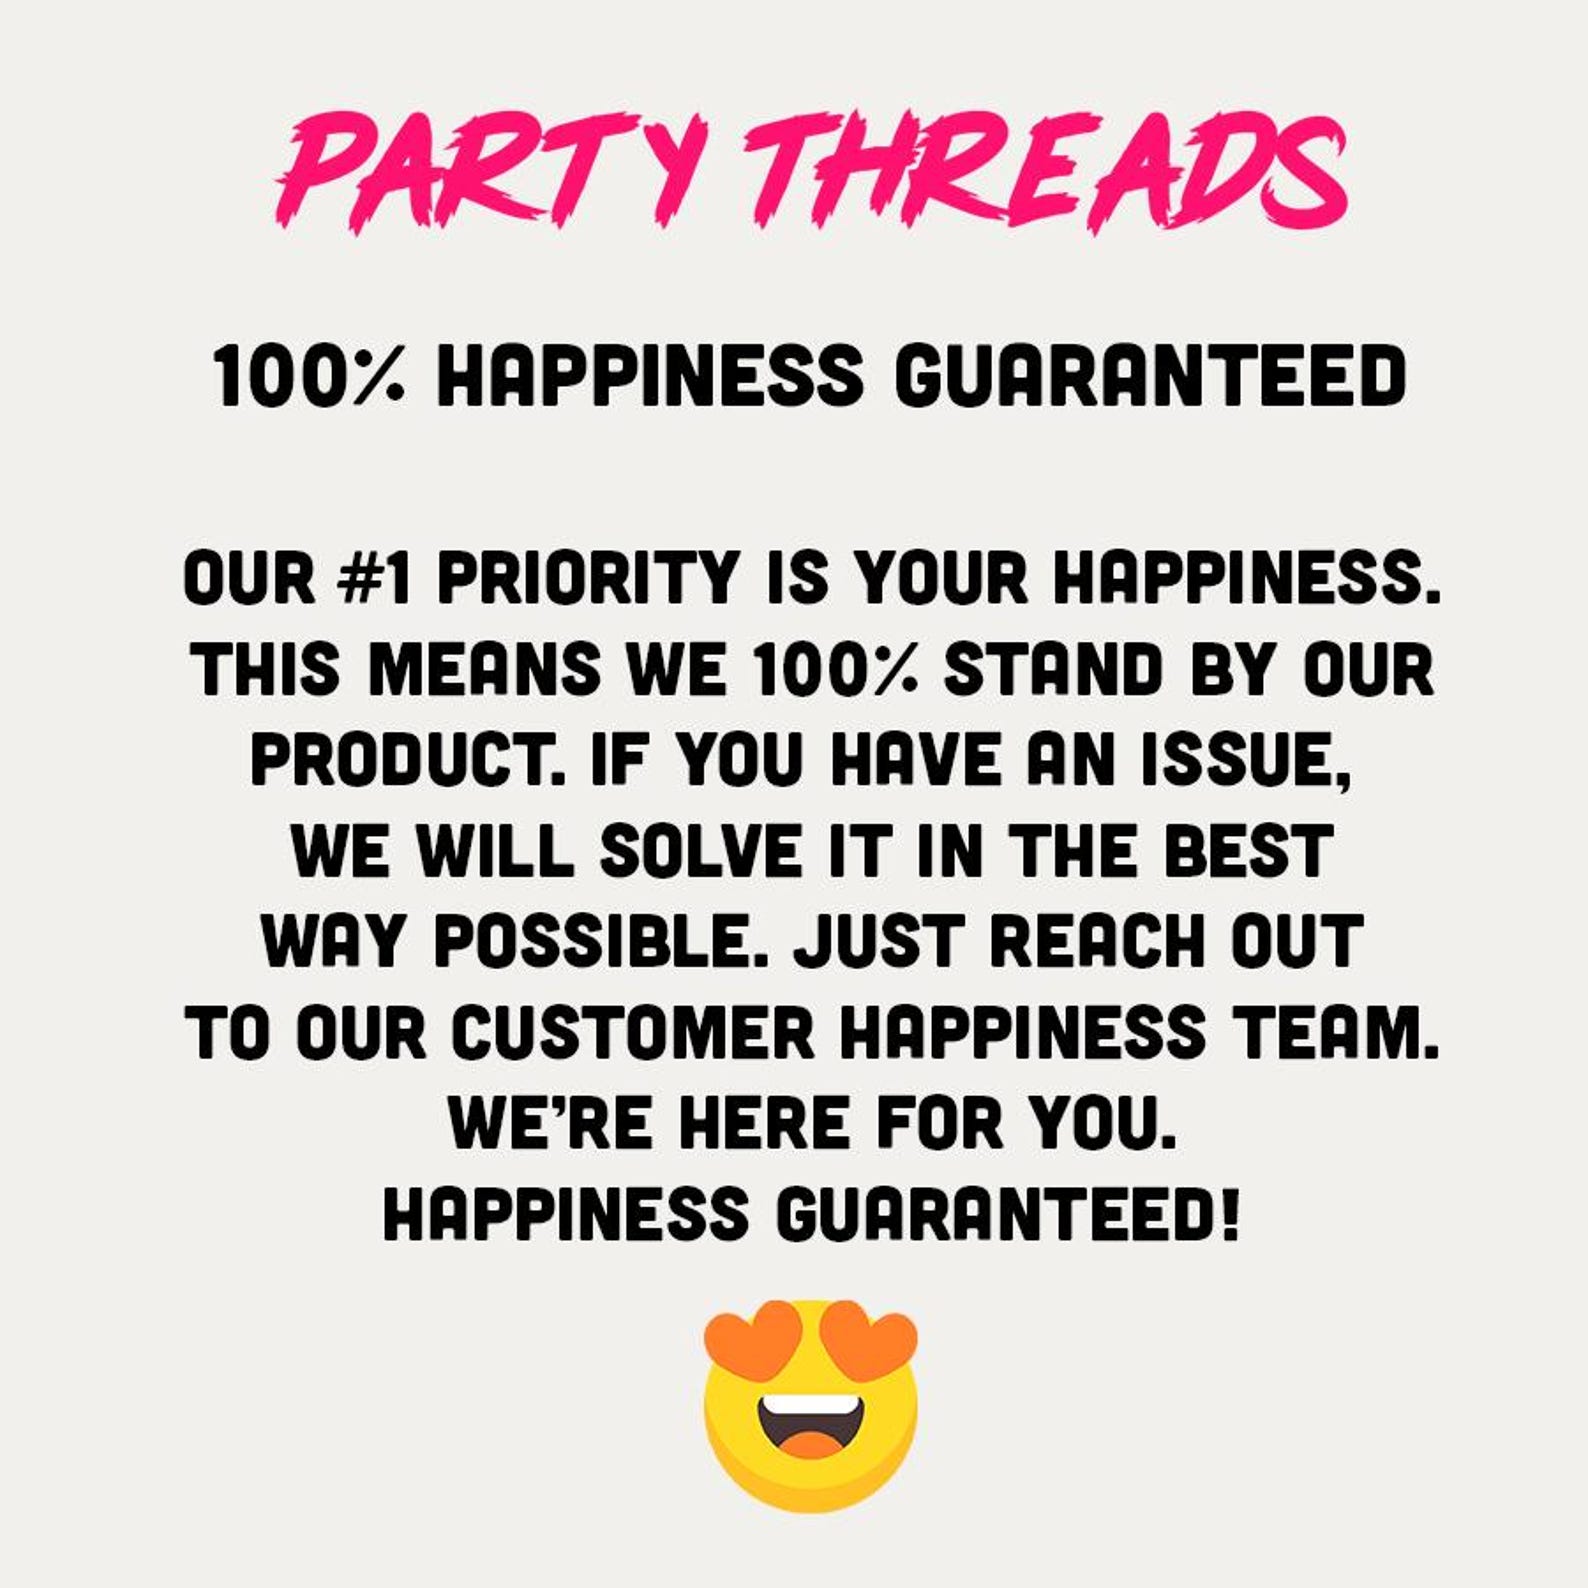 PARTY THREADS
100% HAPPINESS GUARANTEED
OUR #1 PRIORITY IS YOUR HAPPINESS.
THIS MEANS WE 100% STAND BY OUR
PRODUCT. IF YOU HAVE AN ISSUE,
WE WILL SOLVE IT IN THE BEST
WAY POSSIBLE. JUST REACH OUT
TO OUR CUSTOMER HAPPINESS TEAM.
WE’RE HERE FOR YOU.
HAPPINESS GUARANTEED!